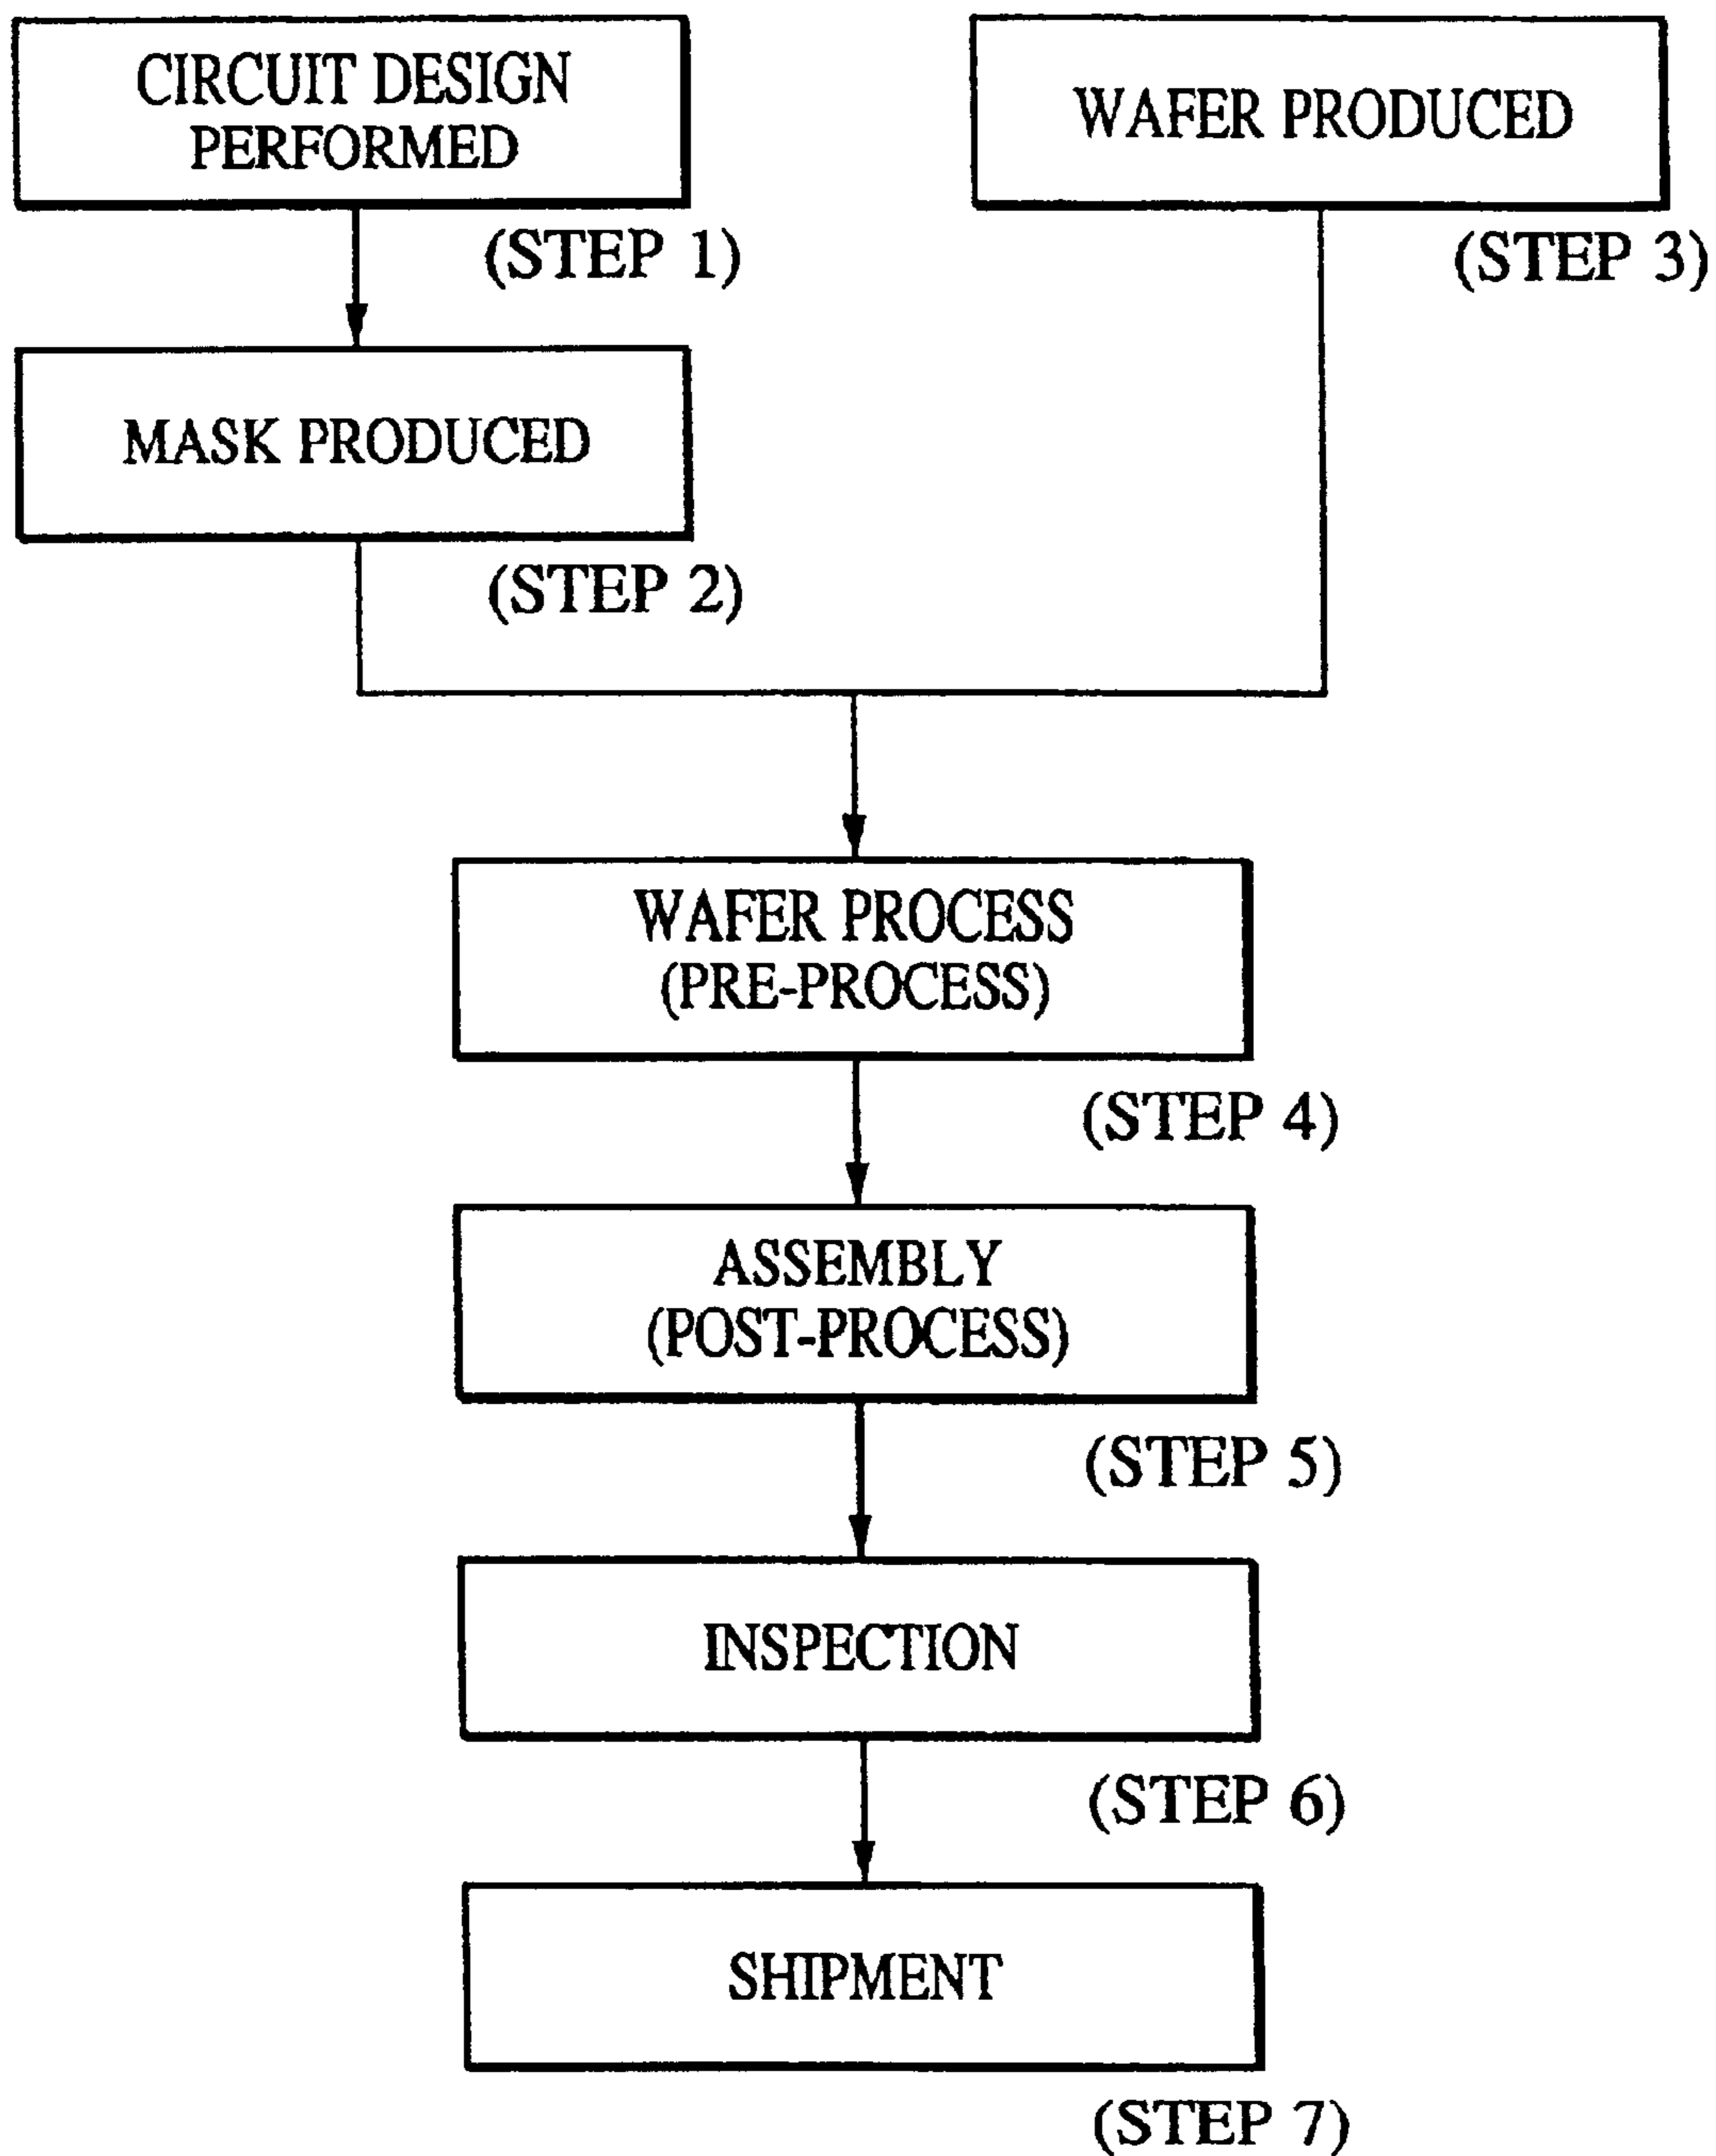 CIRCUIT DESIGN
PERFORMED
(STEP 1)
MASK PRODUCED
(STEP 2)
WAFER PRODUCED
(STEP 3)
WAFER PROCESS
(PRE-PROCESS)
(STEP 4)
ASSEMBLY
(POST-PROCESS)
(STEP 5)
INSPECTION
(STEP 6)
SHIPMENT
(STEP 7)